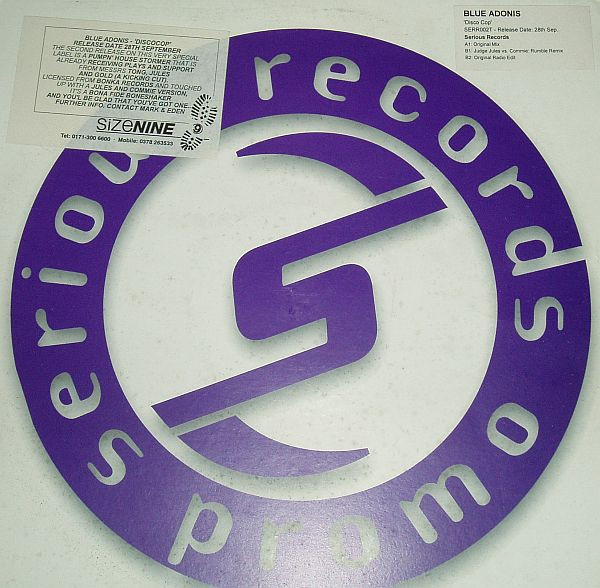 BLUE ADONIS - 'DISCOCOP'
RELEASE DATE 28TH SEPTEMBER
THE SECOND RELEASE ON THIS VERY SPECIAL
LABEL IS A PUMPN' HOUSE STORMER THAT IS
ALREADY RECEIVING PLAYS AND SUPPORT
FROM MESSRS TONG, JULES
AND GOLD (A KICKING CUT).
LICENSED FROM BONKA RECORDS AND TOUCHED
UP WITH A JULES AND COMMIE VERSION,
IT'S A BONA FIDE BONESHAKER
AND YOU'LL BE GLAD THAT YOU'VE GOT ONE.
FURTHER INFO. CONTACT MARK & EDEN
sizeNINE 9
Tel: 0171-300 6600 · Mobile: 0378 263533
BLUE ADONIS
'Disco Cop'
SERR002T - Release Date: 28th Sep.
Serious Records
A1: Original Mix
B1: Judge Jules vs. Commie: Rumble Remix
B2: Original Radio Edit
serious records
promo